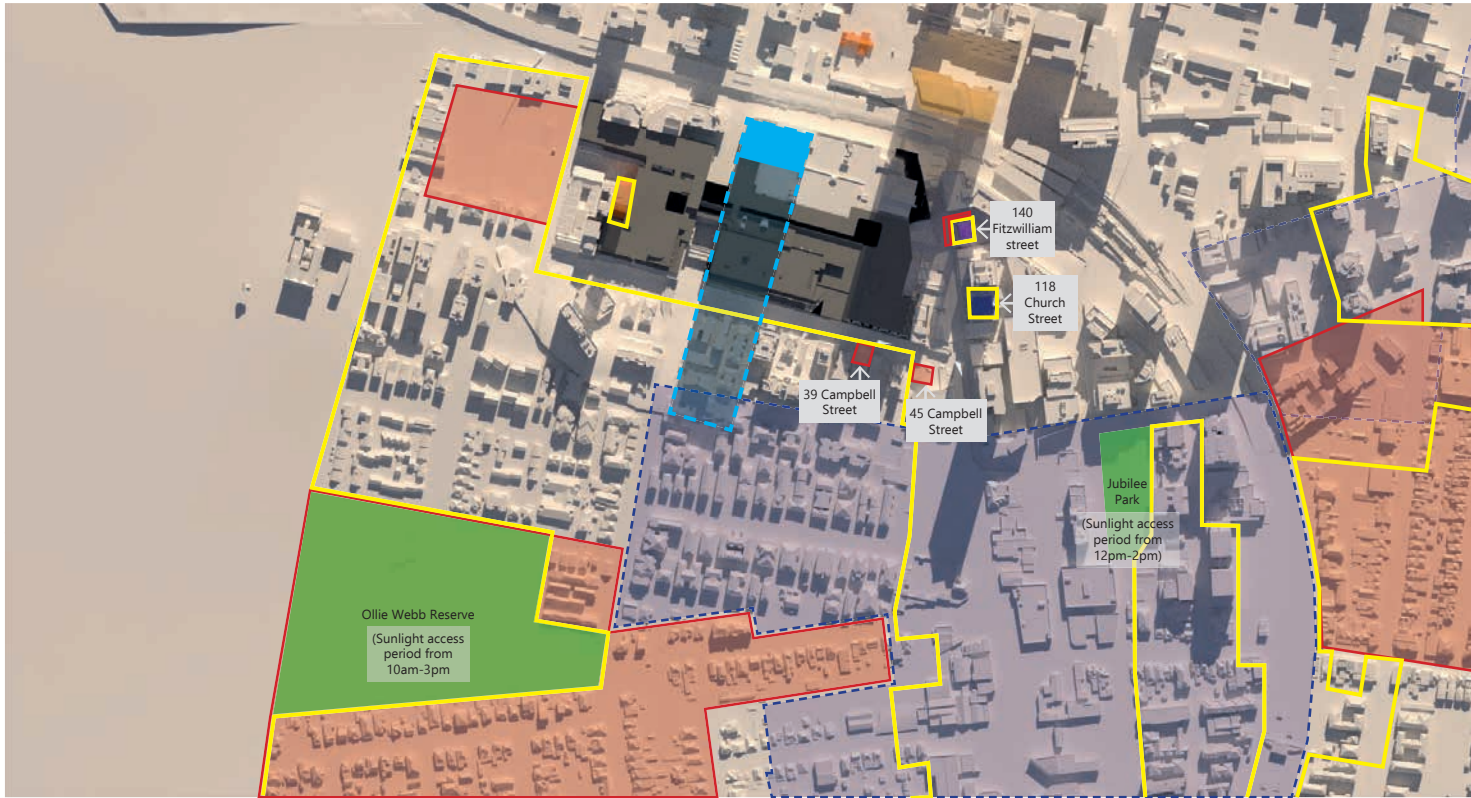 140
Fitzwilliam
street
118
Church
Street
39 Campbell
Street
45 Campbell
Street
Jubilee
Park
(Sunlight access
period from
12pm-2pm)
Ollie Webb Reserve
(Sunlight access
period from
10am-3pm